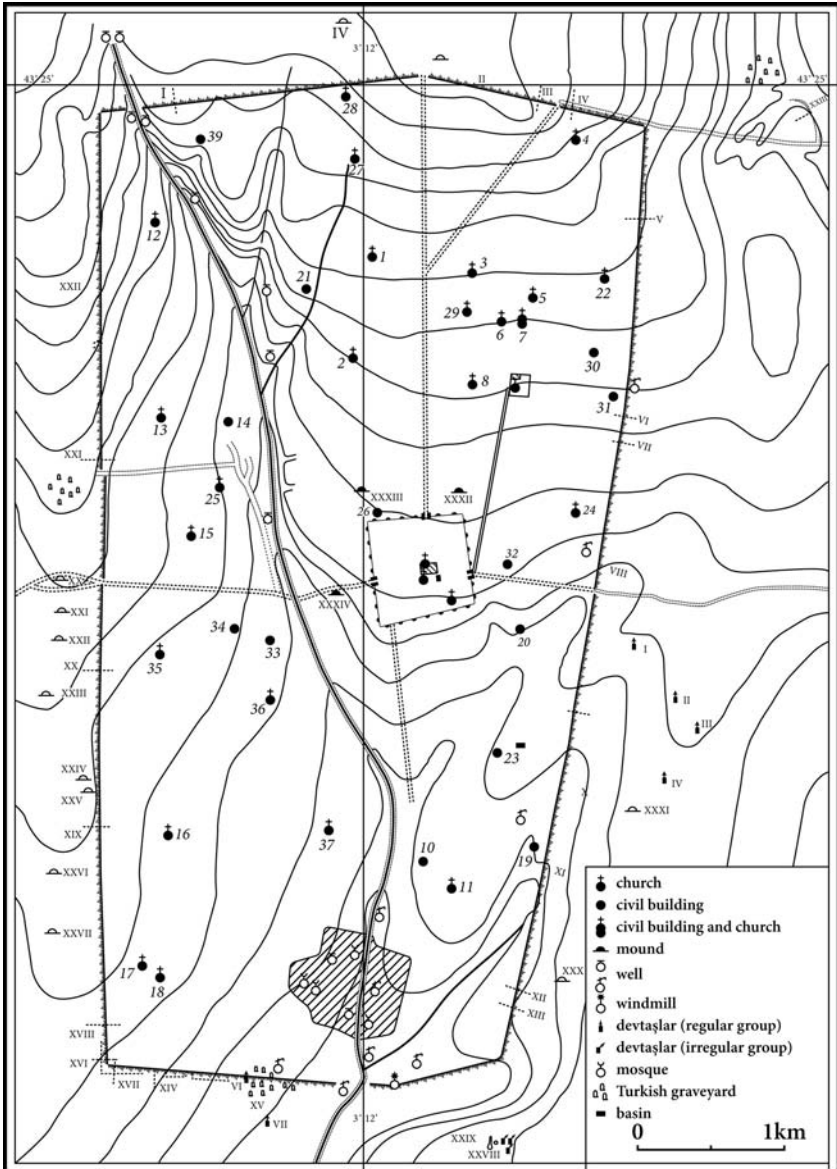 IV
3° 12'
43° 25'
43° 25'
I
II
III
IV
XXIII
28
39
4
27
V
12
1
3
22
XXII
21
5
29
6
7
2
30
8
31
13
14
VI
VII
XXI
25
XXXIII
XXXII
26
24
15
32
VIII
XXXIV
XXI
34
20
XXII
33
I
35
XX
XXIII
36
II
III
23
XXIV
IV
XXV
X
XXXI
XIX
16
37
10
19
XI
XXVI
11
XXVII
17
18
XXX
XII
XIII
XVIII
XVI
XVII
XIV
VI
XV
VII
3° 12'
XXIX
XXVIII
church
civil building
civil building and church
mound
well
windmill
devtaşlar (regular group)
devtaşlar (irregular group)
mosque
Turkish graveyard
basin
0 1km